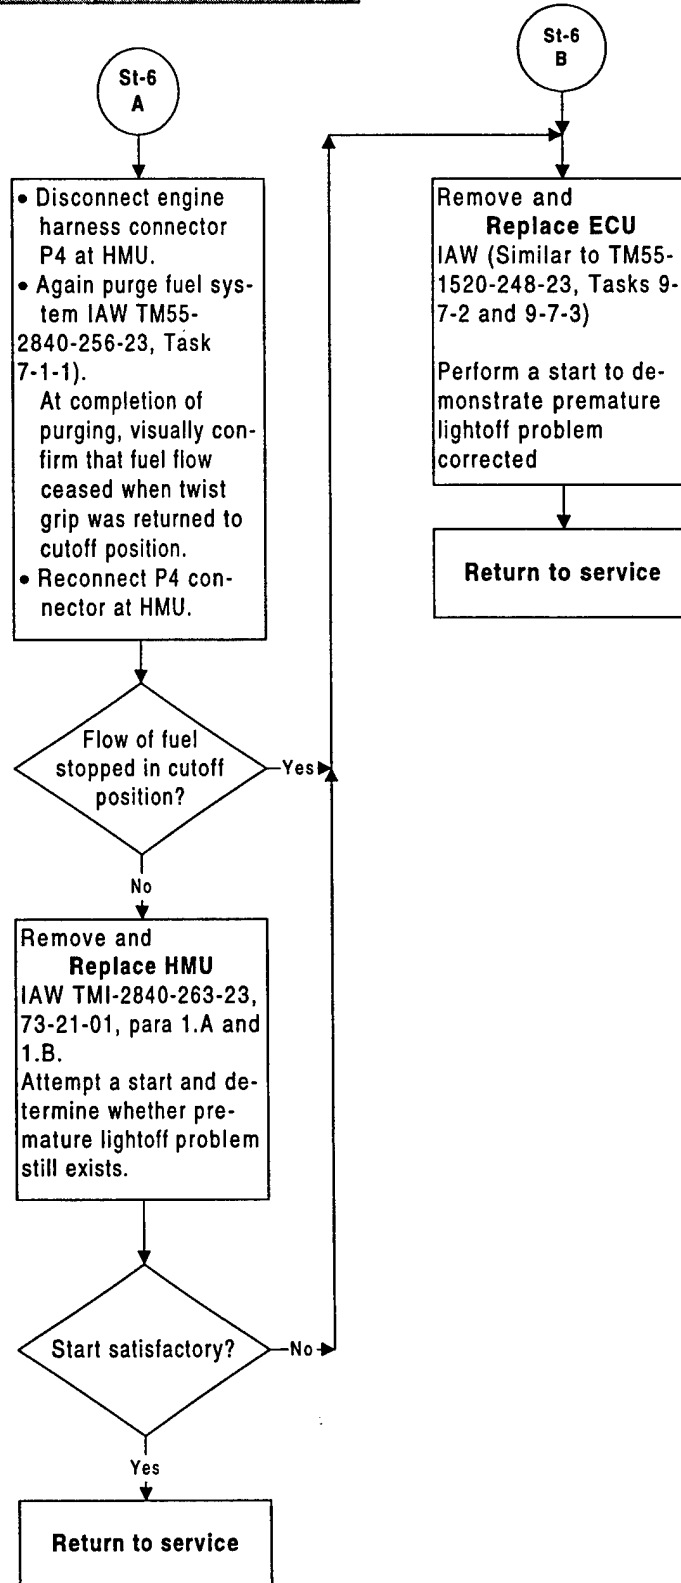 St-6
A
• Disconnect engine
harness connector
P4 at HMU.
• Again purge fuel sys-
tem IAW TM55-
2840-256-23, Task
7-1-1).
At completion of
purging, visually con-
firm that fuel flow
ceased when twist
grip was returned to
cutoff position.
• Reconnect P4 con-
nector at HMU.
Flow of fuel
stopped in cutoff
position?
Yes
No
Remove and
Replace HMU
IAW TMI-2840-263-23,
73-21-01, para 1.A and
1.B.
Attempt a start and de-
termine whether pre-
mature lightoff problem
still exists.
Start satisfactory?
No
Yes
Return to service
St-6
B
Remove and
Replace ECU
IAW (Similar to TM55-
1520-248-23, Tasks 9-
7-2 and 9-7-3)
Perform a start to de-
monstrate premature
lightoff problem
corrected
Return to service